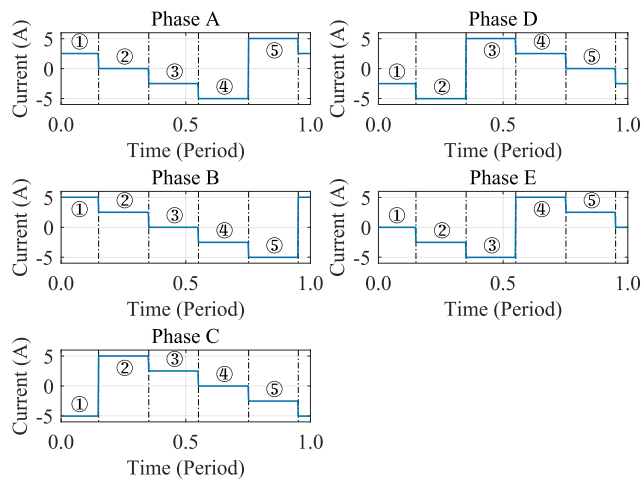 Phase A
Current (A)
5
0
-5
① ② ③ ④ ⑤
0.0 0.5 1.0
Time (Period)
Phase D
Current (A)
5
0
-5
① ② ③ ④ ⑤
0.0 0.5 1.0
Time (Period)
Phase B
Current (A)
5
0
-5
① ② ③ ④ ⑤
0.0 0.5 1.0
Time (Period)
Phase E
Current (A)
5
0
-5
① ② ③ ④ ⑤
0.0 0.5 1.0
Time (Period)
Phase C
Current (A)
5
0
-5
① ② ③ ④ ⑤
0.0 0.5 1.0
Time (Period)